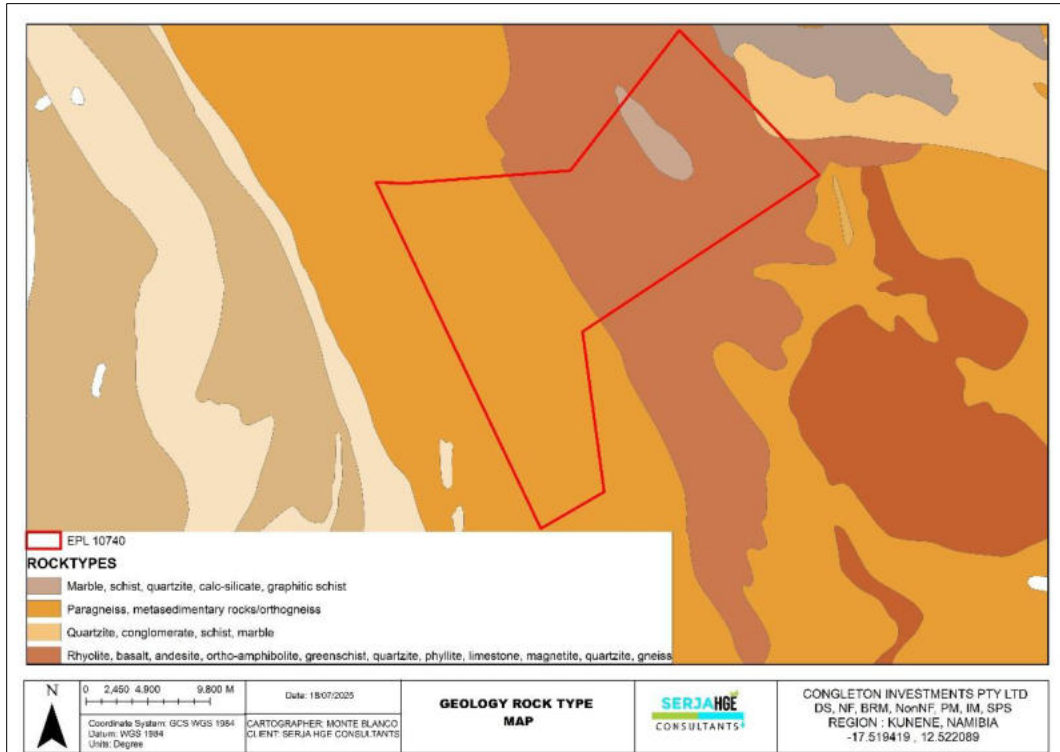 EPL 10740
ROCKTYPES
Marble, schist, quartzite, calc-silicate, graphitic schist
Paragneiss, metasedimentary rocks/orthogneiss
Quartzite, conglomerate, schist, marble
Rhyolite, basalt, andesite, ortho-amphibolite, greenschist, quartzite, phyllite, limestone, magnetite, quartzite, gneiss
N
0 2,450 4,900 9,800 M
Coordinate System: GCS WGS 1984
Datum: WGS 1984
Units: Degree
Date: 18/07/2025
CARTOGRAPHER: MONTE BLANCO
CLIENT: SERJA HGE CONSULTANTS
GEOLOGY ROCK TYPE
MAP
SERJA HGE
CONSULTANTS
CONGLETON INVESTMENTS PTY LTD
DS, NF, BRM, NonNF, PM, IM, SPS
REGION : KUNENE, NAMIBIA
-17.519419 , 12.522089